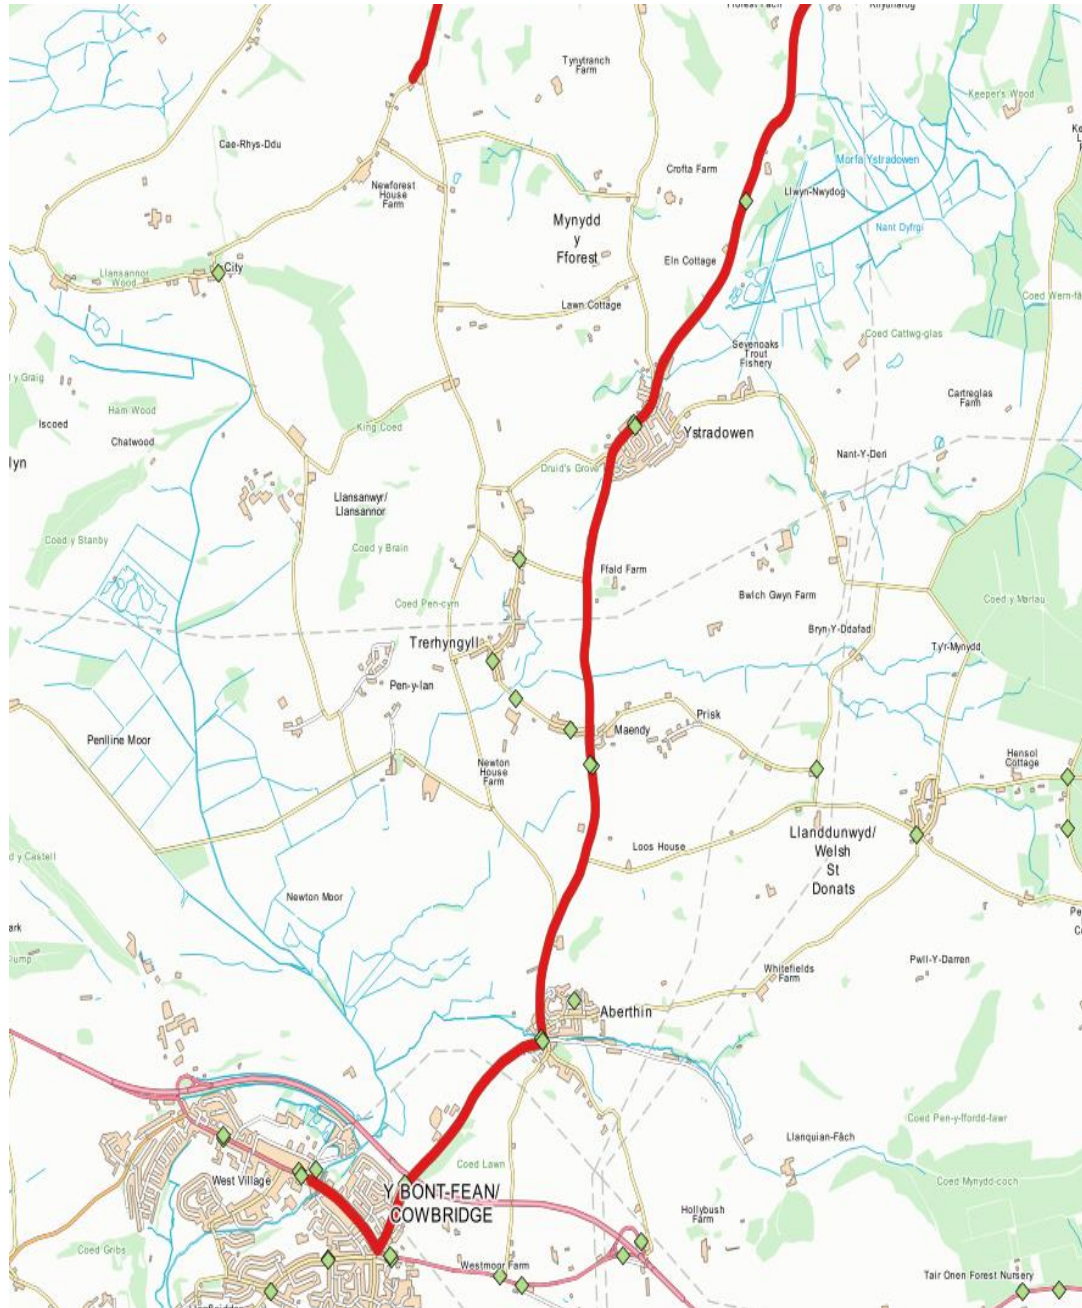 Tynytranch
Farm
Keeper's Wood
Cae-Rhys-Ddu
Morfa Ystradowen
Crofta Farm
Newforest
House
Farm
Llwyn-Nwydog
Mynydd
y
Fforest
Nant Dyfrgi
Eln Cottage
City
Llansannor
Wood
Coed Wern-fa
Lawn Cottage
Coed Cattwg-glas
Sevenoaks
Trout
Fishery
d y Graig
Cartreglas
Farm
Ham Wood
Iscoed
Chatwood
King Coed
Ystradowen
lyn
Nant-Y-Deri
Druid's Grove
Llansanwyr/
Llansannor
Coed y Stanby
Coed y Brain
Ffald Farm
Bwlch Gwyn Farm
Coed y Marlau
Coed Pen-cyrn
Bryn-Y-Ddafad
Trerhyngyll
Ty'r-Mynydd
Pen-y-lan
Prisk
Maendy
Penlline Moor
Hensol
Cottage
Newton
House
Farm
Llanddunwyd/
Welsh
St
Donats
Loos House
d y Castell
Newton Moor
ark
Pwll-Y-Darren
Whitefields
Farm
Aberthin
Coed Pen-y-ffordd-fawr
Llanquian-Fâch
Coed Lawn
West Village
Y BONT-FEAN/
COWBRIDGE
Coed Mynydd-coch
Hollybush
Farm
Coed Gribs
Westmoor Farm
Tair Onen Forest Nursery